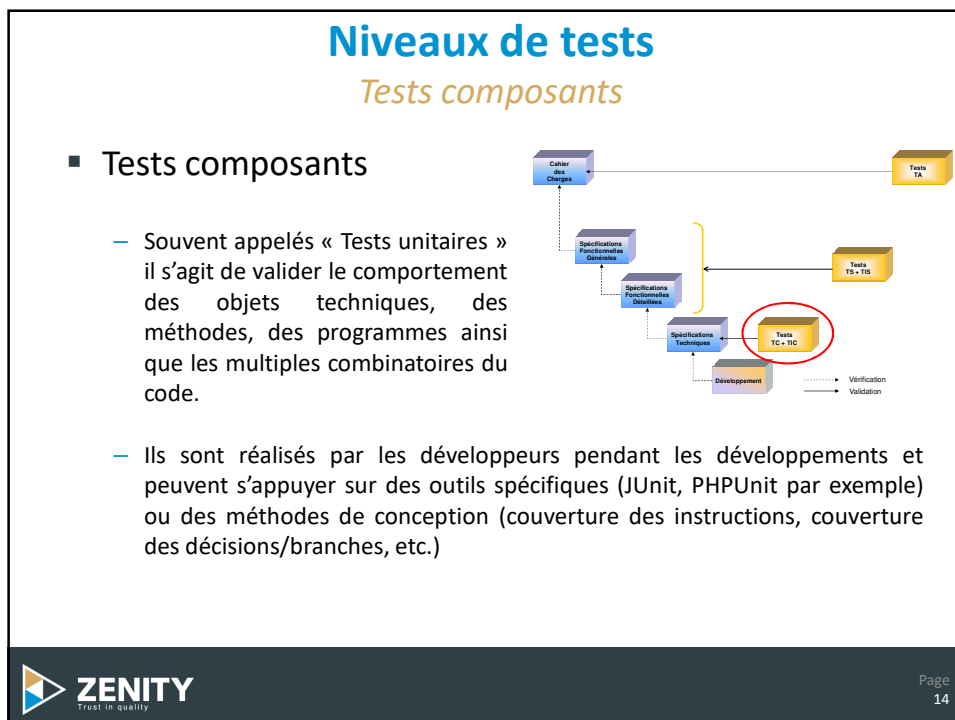 Niveaux de tests
Tests composants
▪ Tests composants
– Souvent appelés « Tests unitaires »
il s’agit de valider le comportement
des objets techniques, des
méthodes, des programmes ainsi
que les multiples combinatoires du
code.
Cahier
des
Charges
Tests
TA
Spécifications
Fonctionnelles
Générales
Tests
TS + TIS
Spécifications
Fonctionnelles
Détaillées
Spécifications
Techniques
Tests
TC + TIC
Développement
Vérification
Validation
– Ils sont réalisés par les développeurs pendant les développements et
peuvent s’appuyer sur des outils spécifiques (JUnit, PHPUnit par exemple)
ou des méthodes de conception (couverture des instructions, couverture
des décisions/branches, etc.)
ZENITY
Trust in quality
Page
14